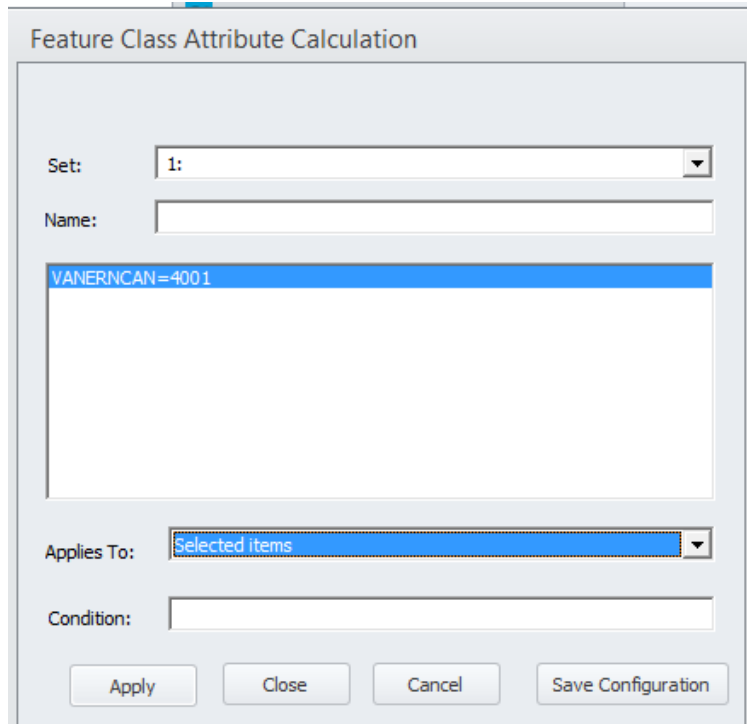 Feature Class Attribute Calculation
Set: 1:
Name:
VANERNCAN=4001
Applies To: Selected items
Condition:
Apply Close Cancel Save Configuration